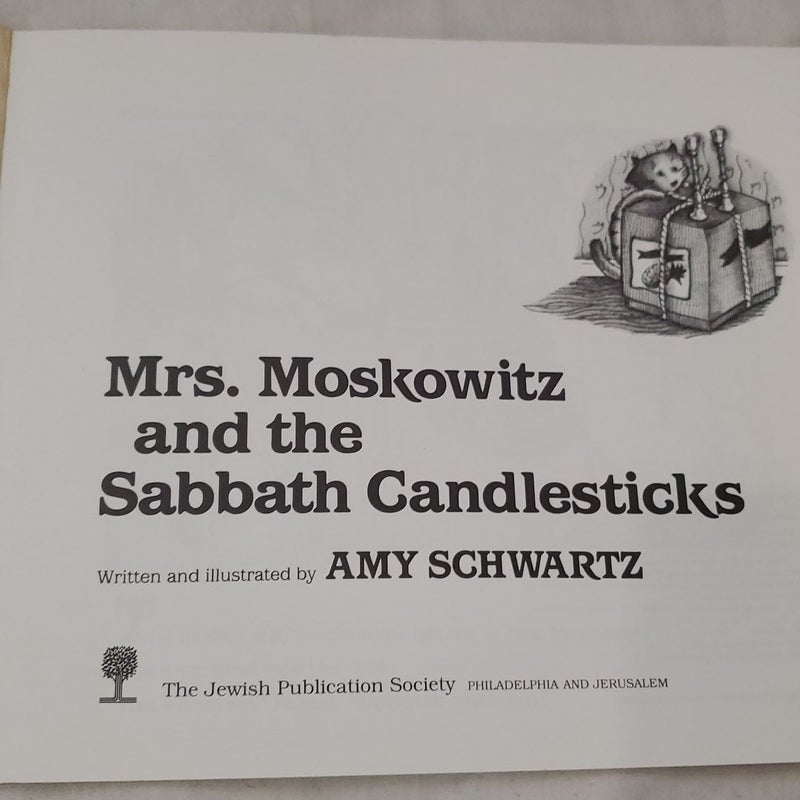 Mrs. Moskowitz
and the
Sabbath Candlesticks
Written and illustrated by AMY SCHWARTZ
The Jewish Publication Society PHILADELPHIA AND JERUSALEM